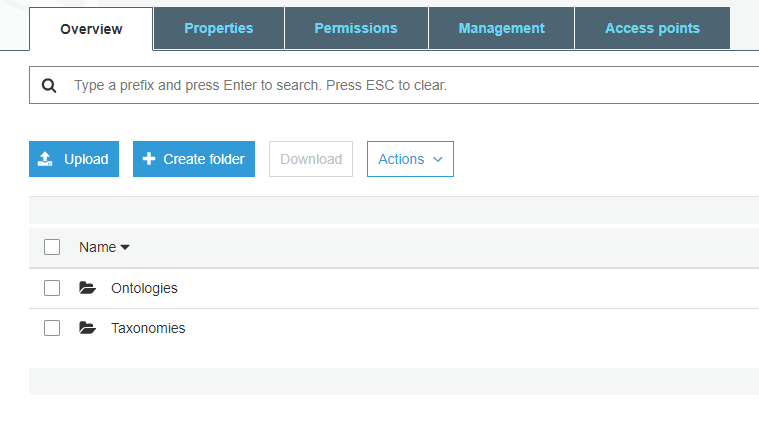 Overview Properties Permissions Management Access points
Type a prefix and press Enter to search. Press ESC to clear.
Upload Create folder Download Actions
Name
Ontologies
Taxonomies